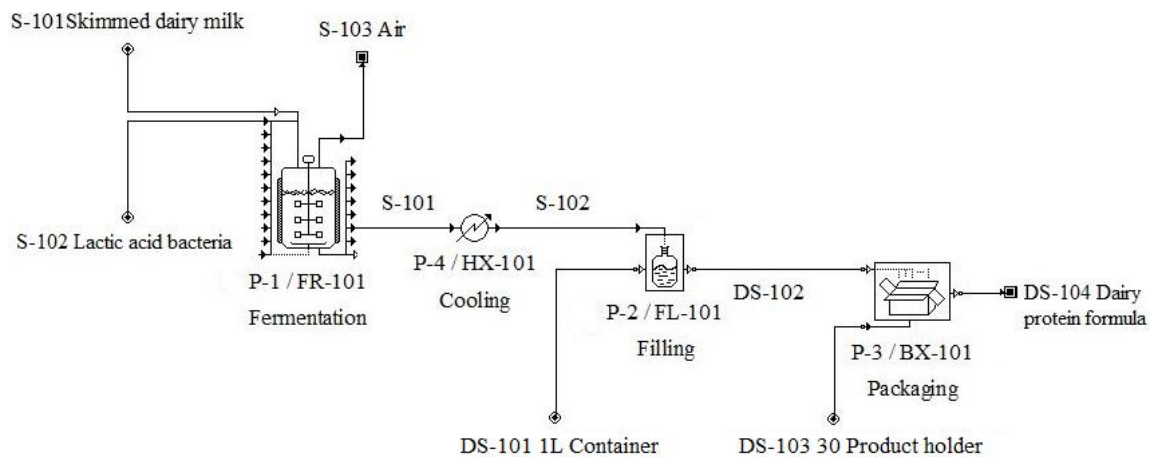 S-101Skimmed dairy milk
S-103 Air
S-102 Lactic acid bacteria
P-1 / FR-101
Fermentation
S-101
P-4 / HX-101
Cooling
S-102
P-2 / FL-101
Filling
DS-101 1L Container
DS-102
P-3 / BX-101
Packaging
DS-103 30 Product holder
DS-104 Dairy
protein formula